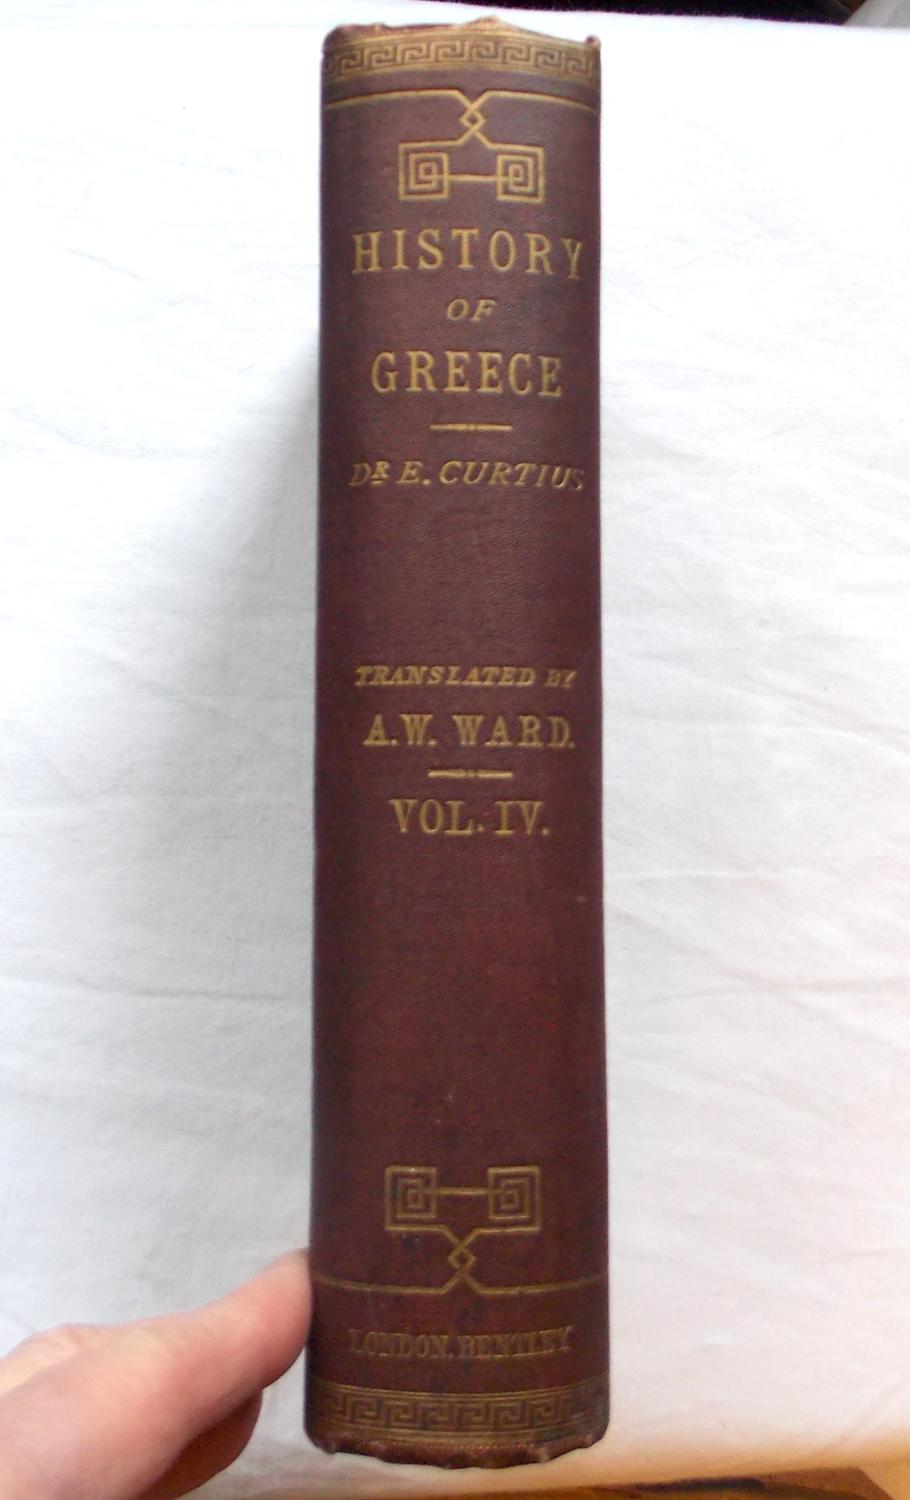 HISTORY
OF
GREECE
DR E. CURTIUS
TRANSLATED BY
A.W. WARD.
VOL. IV.
LONDON, BENTLEY